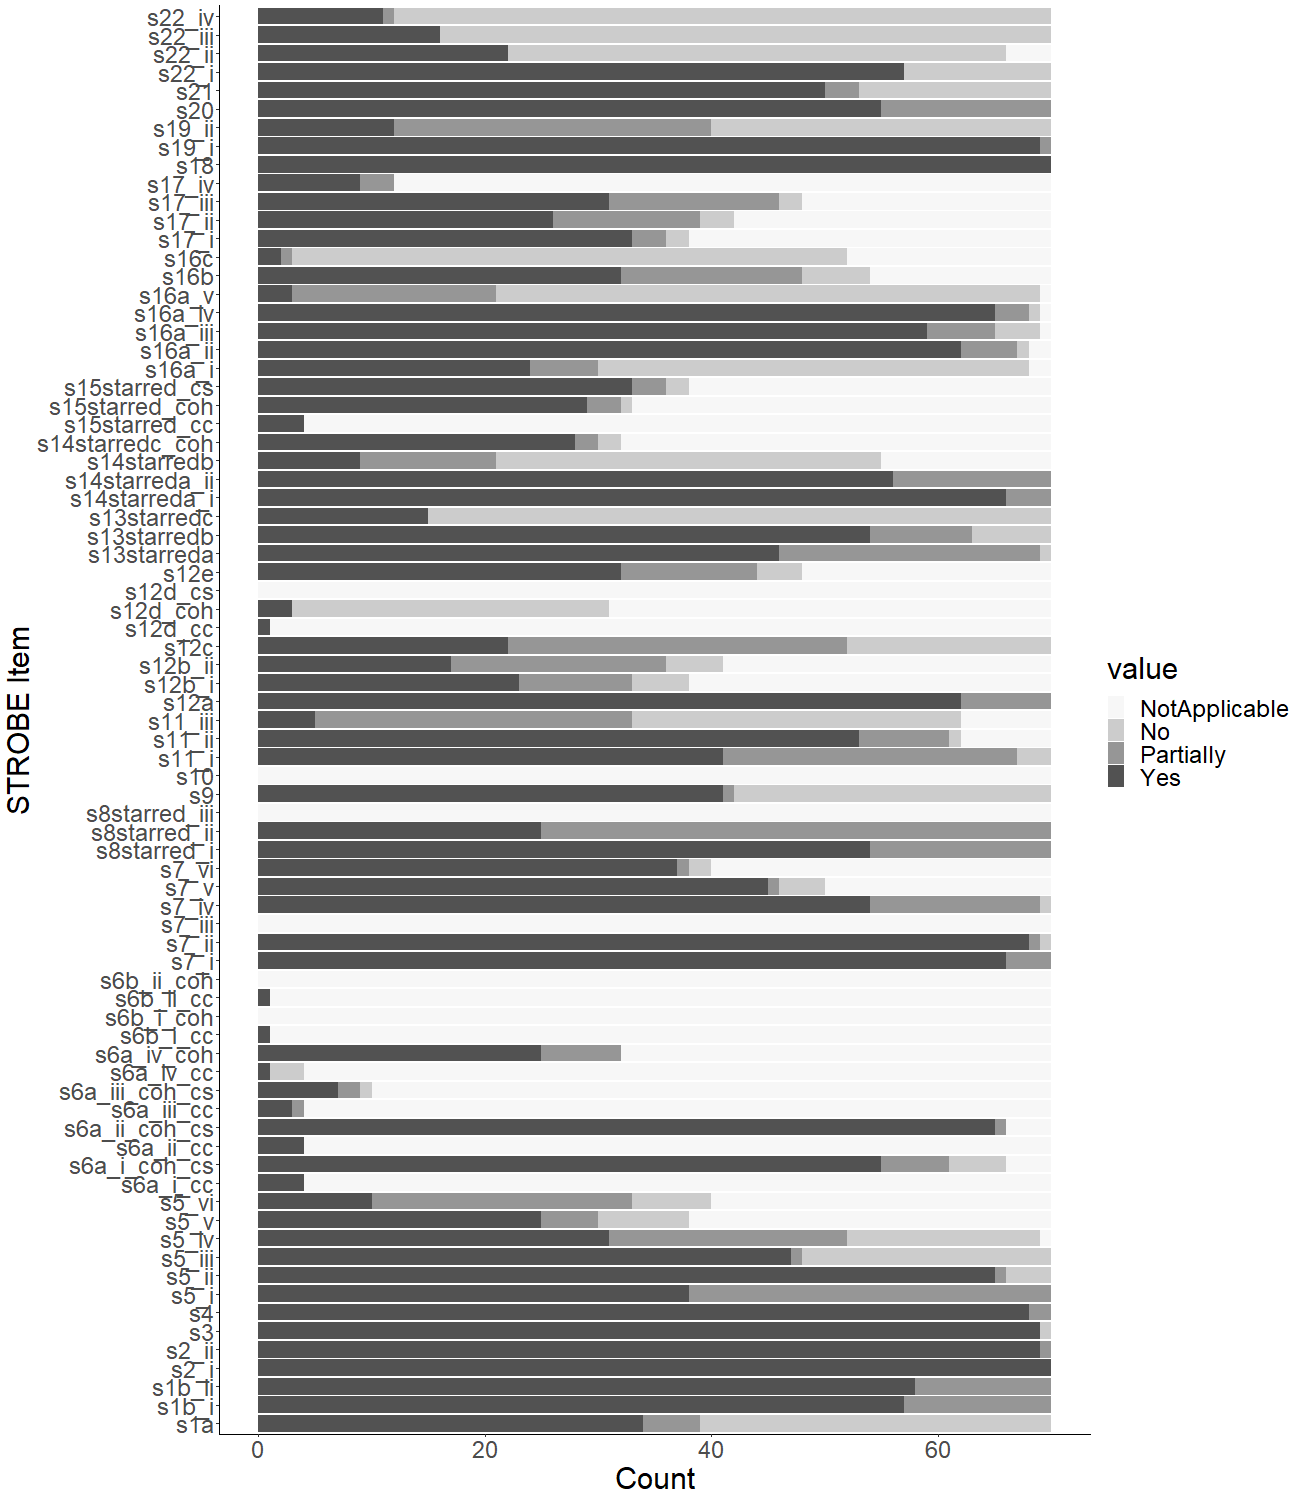 s22_iv
s22_iii
s22_ii
s22_i
s21
s20
s19_ii
s19_i
s18
s17_iv
s17_iii
s17_ii
s17_i
s16c
s16b
s16a_v
s16a_iv
s16a_iii
s16a_ii
s16a_i
s15starred_cs
s15starred_coh
s15starred_cc
s14starredc_coh
s14starredb
s14starreda_ii
s14starreda_i
s13starredc
s13starredb
s13starreda
s12e
s12d_cs
s12d_coh
s12d_cc
s12c
s12b_ii
s12b_i
s12a
s11_iii
s11_ii
s11_i
s10
s9
s8starred_iii
s8starred_ii
s8starred_i
s7_vi
s7_v
s7_iv
s7_iii
s7_ii
s7_i
s6b_ii_coh
s6b_ii_cc
s6b_i_coh
s6b_i_cc
s6a_iv_coh
s6a_iv_cc
s6a_iii_coh_cs
s6a_iii_cc
s6a_ii_coh_cs
s6a_ii_cc
s6a_i_coh_cs
s6a_i_cc
s5_vi
s5_v
s5_iv
s5_iii
s5_ii
s5_i
s4
s3
s2_ii
s2_i
s1b_ii
s1b_i
s1a
STROBE Item
0 20 40 60
Count
value
NotApplicable
No
Partially
Yes